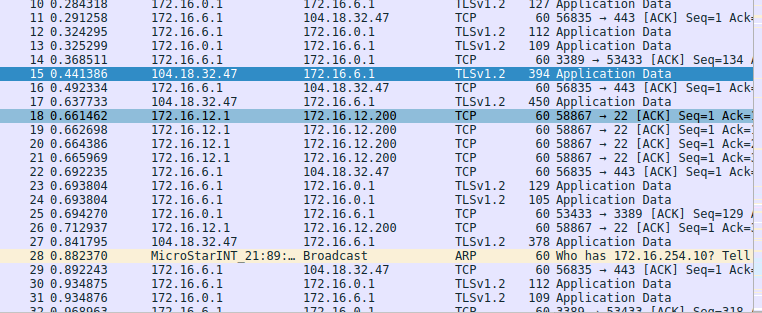 10 0.284318 172.16.0.1 172.16.6.1 TLSv1.2 127 Application Data
11 0.291258 172.16.6.1 104.18.32.47 TCP 60 56835 → 443 [ACK] Seq=1 Ack=
12 0.324295 172.16.6.1 172.16.0.1 TLSv1.2 112 Application Data
13 0.325299 172.16.6.1 172.16.0.1 TLSv1.2 109 Application Data
14 0.368511 172.16.0.1 172.16.6.1 TCP 60 3389 → 53433 [ACK] Seq=134 A
15 0.441386 104.18.32.47 172.16.6.1 TLSv1.2 394 Application Data
16 0.492334 172.16.6.1 104.18.32.47 TCP 60 56835 → 443 [ACK] Seq=1 Ack=
17 0.637733 104.18.32.47 172.16.6.1 TLSv1.2 450 Application Data
18 0.661462 172.16.12.1 172.16.12.200 TCP 60 58867 → 22 [ACK] Seq=1 Ack=
19 0.662698 172.16.12.1 172.16.12.200 TCP 60 58867 → 22 [ACK] Seq=1 Ack=
20 0.664386 172.16.12.1 172.16.12.200 TCP 60 58867 → 22 [ACK] Seq=1 Ack=
21 0.665969 172.16.12.1 172.16.12.200 TCP 60 58867 → 22 [ACK] Seq=1 Ack=
22 0.692235 172.16.6.1 104.18.32.47 TCP 60 56835 → 443 [ACK] Seq=1 Ack=
23 0.693804 172.16.6.1 172.16.0.1 TLSv1.2 129 Application Data
24 0.693804 172.16.6.1 172.16.0.1 TLSv1.2 105 Application Data
25 0.694270 172.16.0.1 172.16.6.1 TCP 60 53433 → 3389 [ACK] Seq=129 A
26 0.712937 172.16.12.1 172.16.12.200 TCP 60 58867 → 22 [ACK] Seq=1 Ack=
27 0.841795 104.18.32.47 172.16.6.1 TLSv1.2 378 Application Data
28 0.882370 MicroStarINT_21:89:… Broadcast ARP 60 Who has 172.16.254.10? Tell
29 0.892243 172.16.6.1 104.18.32.47 TCP 60 56835 → 443 [ACK] Seq=1 Ack=
30 0.934875 172.16.6.1 172.16.0.1 TLSv1.2 112 Application Data
31 0.934876 172.16.6.1 172.16.0.1 TLSv1.2 109 Application Data
32 0.968963 172.16.6.1 172.16.0.1 TCP 60 3389 → 53433 [ACK] Seq=318